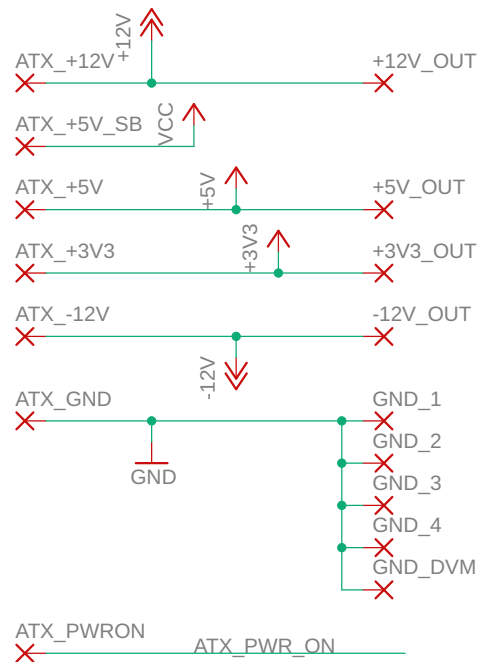 +12V
ATX_+12V
+12V_OUT
ATX_+5V_SB
VCC
ATX_+5V
+5V
+5V_OUT
ATX_+3V3
+3V3
+3V3_OUT
ATX_-12V
-12V_OUT
-12V
ATX_GND
GND_1
GND_2
GND
GND_3
GND_4
GND_DVM
ATX_PWRON
ATX_PWR_ON